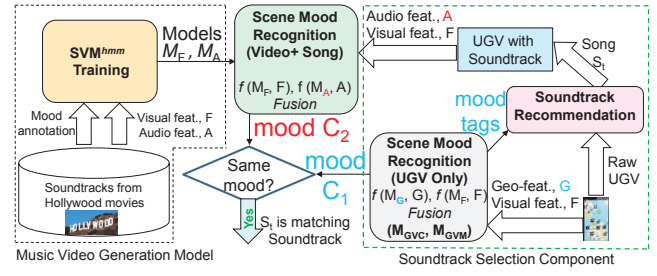 SVMhmm
Training
Models
MF, MA
Mood
annotation
Visual feat., F
Audio feat., A
Soundtracks from
Hollywood movies
HOLLYWOOD
Music Video Generation Model
Scene Mood
Recognition
(Video+ Song)
f (MF, F), f (MA, A)
Fusion
mood C2
Same
mood?
Yes
St is matching
Soundtrack
mood
C1
Audio feat., A
Visual feat., F
UGV with
Soundtrack
Song
St
mood
tags
Soundtrack
Recommendation
Scene Mood
Recognition
(UGV Only)
f (MG, G), f (MF, F)
Fusion
(MGVC, MGVM)
Raw
UGV
Geo-feat., G
Visual feat., F
Soundtrack Selection Component